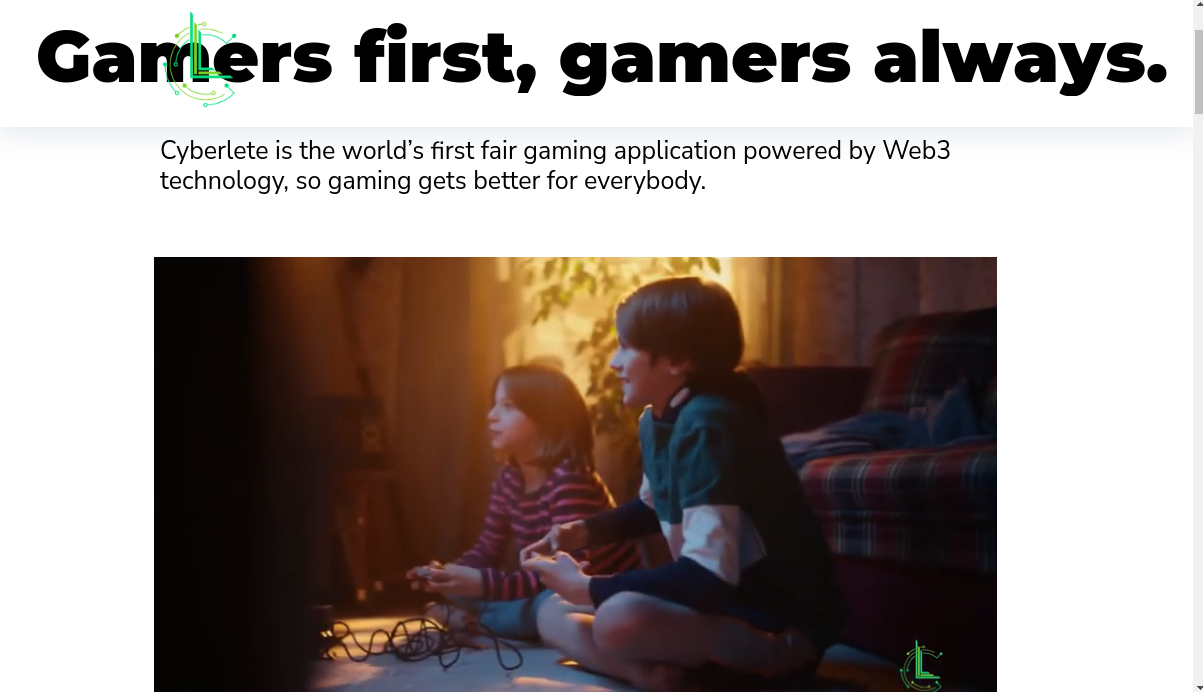 Gamers first, gamers always.
Cyberlete is the world's first fair gaming application powered by Web3
technology, so gaming gets better for everybody.